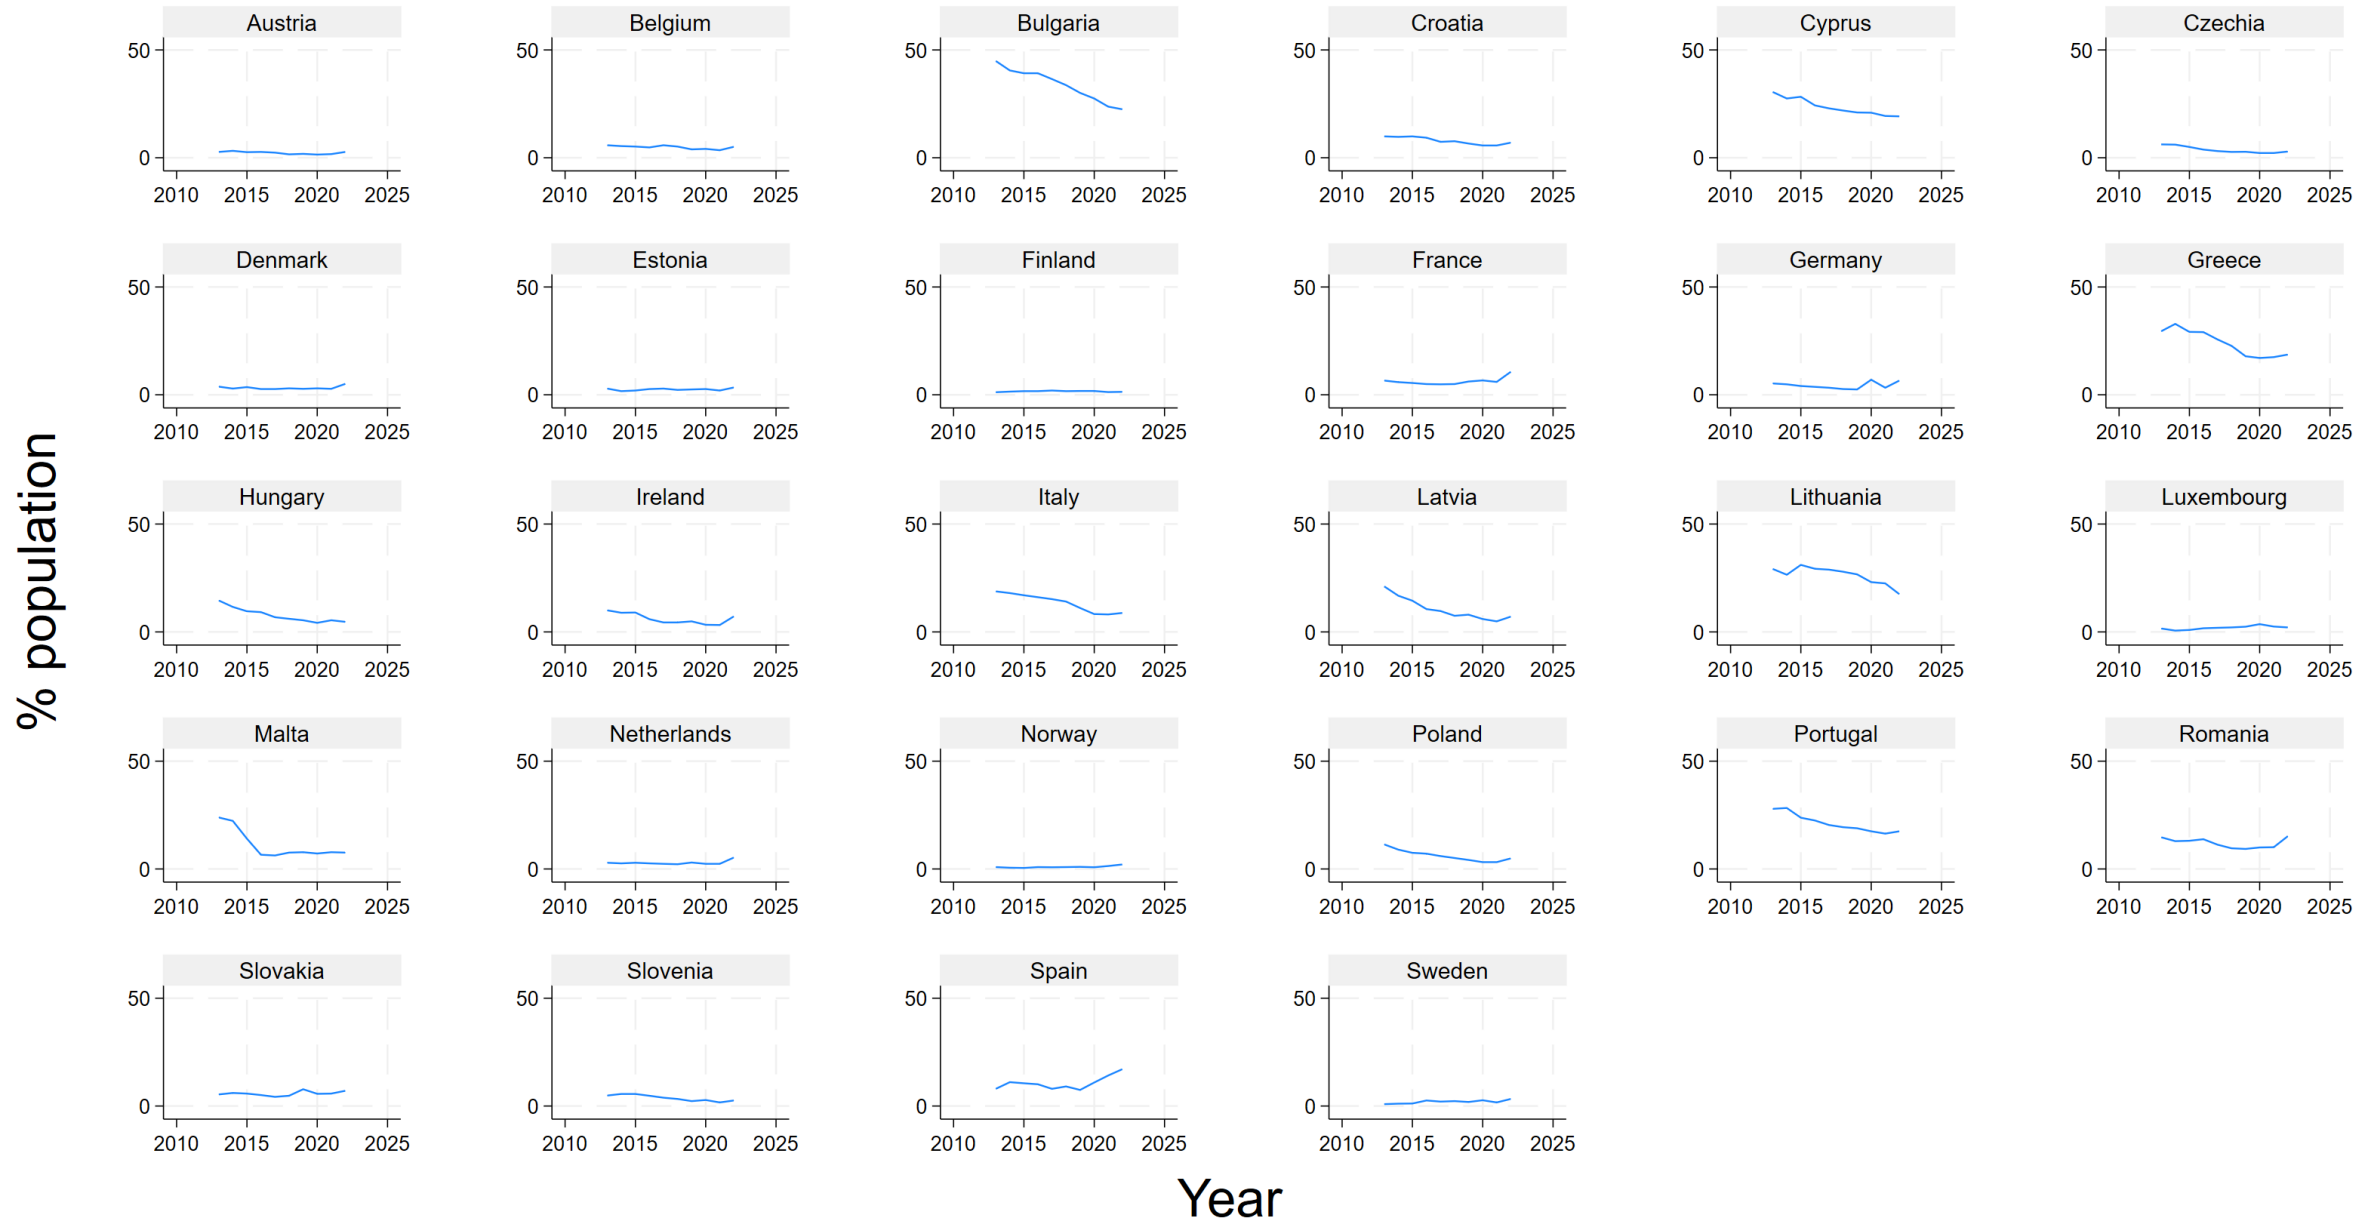 Austria Belgium Bulgaria Croatia Cyprus Czechia
50 50 50 50 50 50
0 0 0 0 0 0
2010 2015 2020 2025 2010 2015 2020 2025 2010 2015 2020 2025 2010 2015 2020 2025 2010 2015 2020 2025 2010 2015 2020 2025
Denmark Estonia Finland France Germany Greece
50 50 50 50 50 50
0 0 0 0 0 0
2010 2015 2020 2025 2010 2015 2020 2025 2010 2015 2020 2025 2010 2015 2020 2025 2010 2015 2020 2025 2010 2015 2020 2025
% population
Hungary Ireland Italy Latvia Lithuania Luxembourg
50 50 50 50 50 50
0 0 0 0 0 0
2010 2015 2020 2025 2010 2015 2020 2025 2010 2015 2020 2025 2010 2015 2020 2025 2010 2015 2020 2025 2010 2015 2020 2025
Malta Netherlands Norway Poland Portugal Romania
50 50 50 50 50 50
0 0 0 0 0 0
2010 2015 2020 2025 2010 2015 2020 2025 2010 2015 2020 2025 2010 2015 2020 2025 2010 2015 2020 2025 2010 2015 2020 2025
Slovakia Slovenia Spain Sweden
50 50 50 50
0 0 0 0
2010 2015 2020 2025 2010 2015 2020 2025 2010 2015 2020 2025 2010 2015 2020 2025
Year